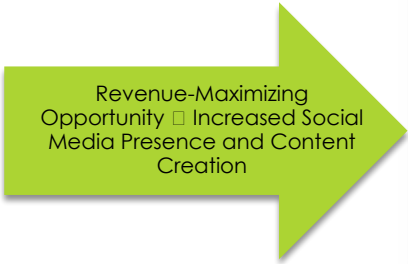 Revenue-Maximizing
Opportunity □ Increased Social
Media Presence and Content
Creation